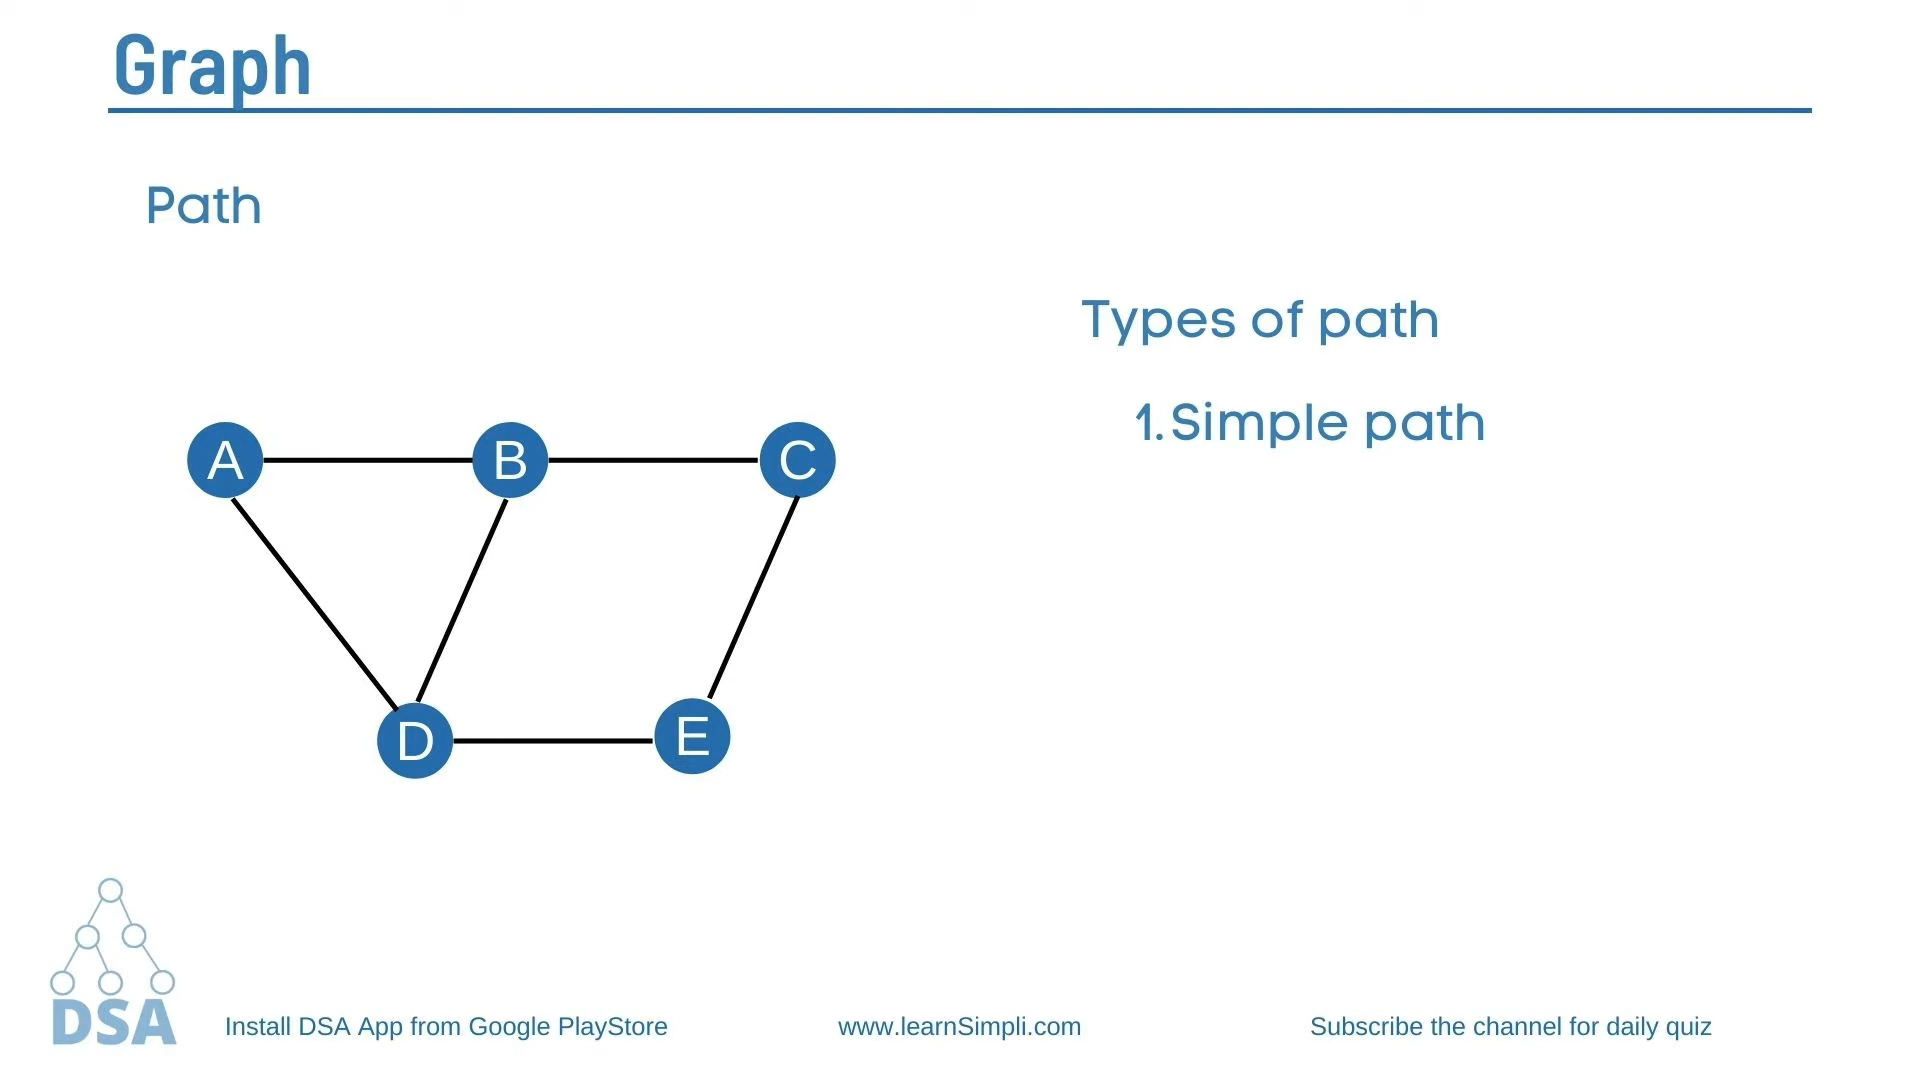 Graph
Path
Types of path
1. Simple path
A
B
C
D
E
DSA
Install DSA App from Google PlayStore
www.learnSimpli.com
Subscribe the channel for daily quiz